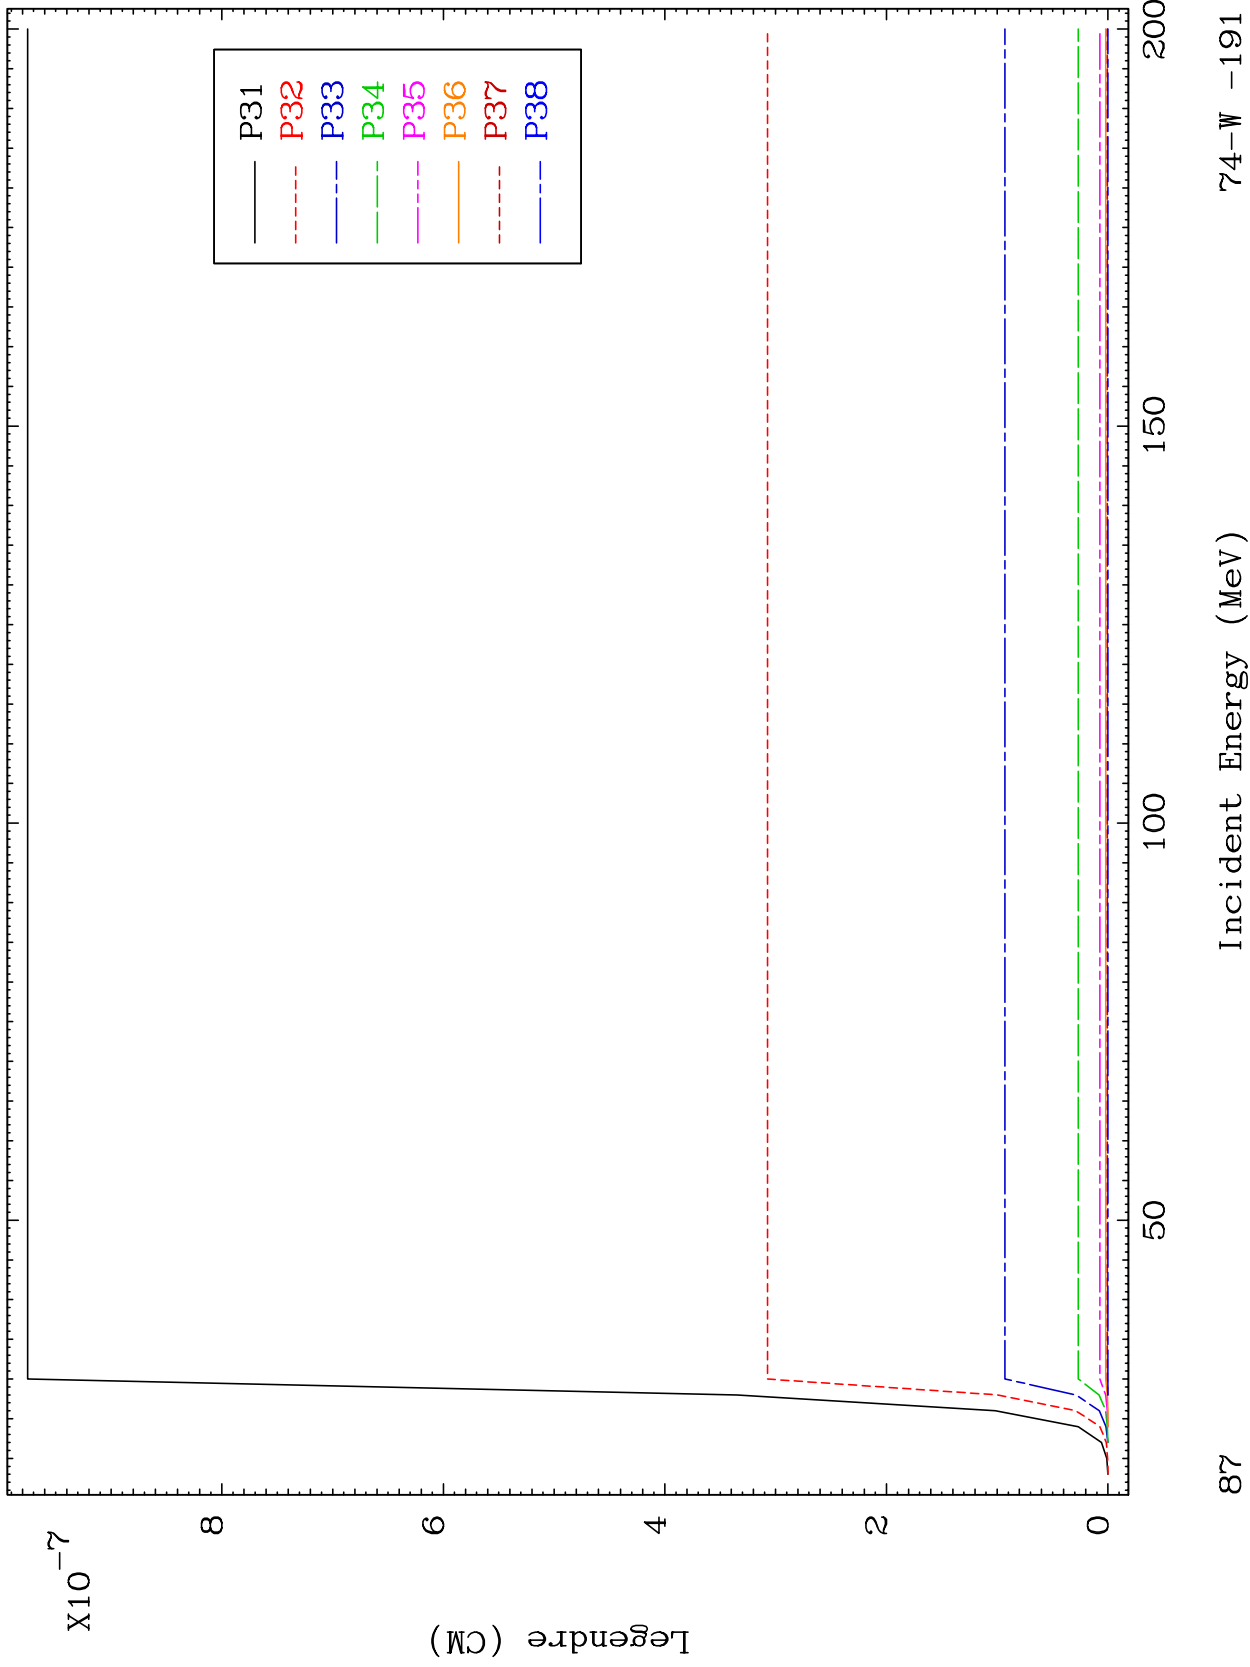 X10-7
8
6
4
2
0
Legendre (CM)
P31
P32
P33
P34
P35
P36
P37
P38
50
100
150
200
87
Incident Energy (MeV)
74-W -191